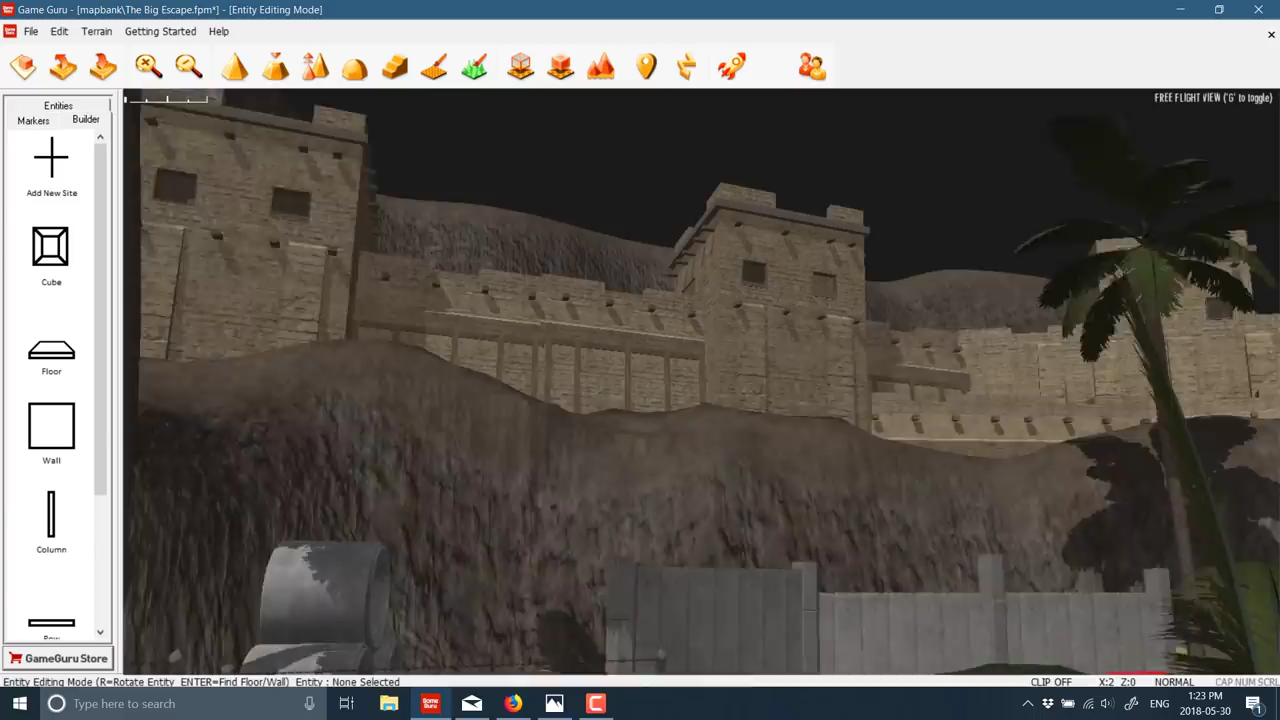 Game Guru - [mapbank\The Big Escape.fpm*] - [Entity Editing Mode]
File Edit Terrain Getting Started Help
FREE FLIGHT VIEW ('G' to toggle)
Entities
Markers Builder
Add New Site
Cube
Floor
Wall
Column
GameGuru Store
Entity Editing Mode (R=Rotate Entity ENTER=Find Floor/Wall) Entity : None Selected
CLIP OFF X:2 Z:0 NORMAL CAP NUM SCRL
Type here to search
GameGuru
ENG
1:23 PM
2018-05-30
1